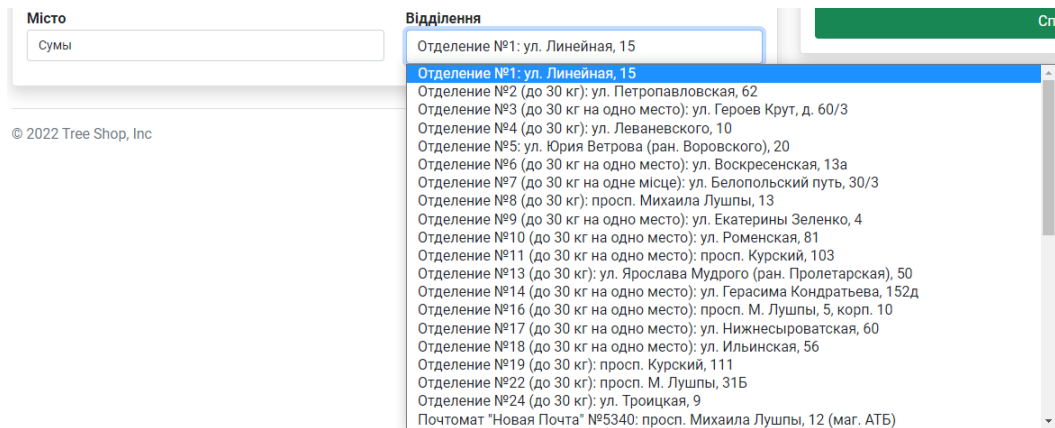 Місто
Відділення
Сп
Сумы
Отделение №1: ул. Линейная, 15
Отделение №1: ул. Линейная, 15
Отделение №2 (до 30 кг): ул. Петропавловская, 62
Отделение №3 (до 30 кг на одно место): ул. Героев Крут, д. 60/3
Отделение №4 (до 30 кг): ул. Леваневского, 10
Отделение №5: ул. Юрия Ветрова (ран. Воровского), 20
Отделение №6 (до 30 кг на одно место): ул. Воскресенская, 13а
Отделение №7 (до 30 кг на одне місце): ул. Белопольский путь, 30/3
Отделение №8 (до 30 кг): просп. Михаила Лушпы, 13
Отделение №9 (до 30 кг на одно место): ул. Екатерины Зеленко, 4
Отделение №10 (до 30 кг на одно место): ул. Роменская, 81
Отделение №11 (до 30 кг на одно место): просп. Курский, 103
Отделение №13 (до 30 кг): ул. Ярослава Мудрого (ран. Пролетарская), 50
Отделение №14 (до 30 кг на одно место): ул. Герасима Кондратьева, 152д
Отделение №16 (до 30 кг на одно место): просп. М. Лушпы, 5, корп. 10
Отделение №17 (до 30 кг на одно место): ул. Нижнесыроватская, 60
Отделение №18 (до 30 кг на одно место): ул. Ильинская, 56
Отделение №19 (до 30 кг): просп. Курский, 111
Отделение №22 (до 30 кг): просп. М. Лушпы, 31Б
Отделение №24 (до 30 кг): ул. Троицкая, 9
Почтомат "Новая Почта" №5340: просп. Михаила Лушпы, 12 (маг. АТБ)
© 2022 Tree Shop, Inc